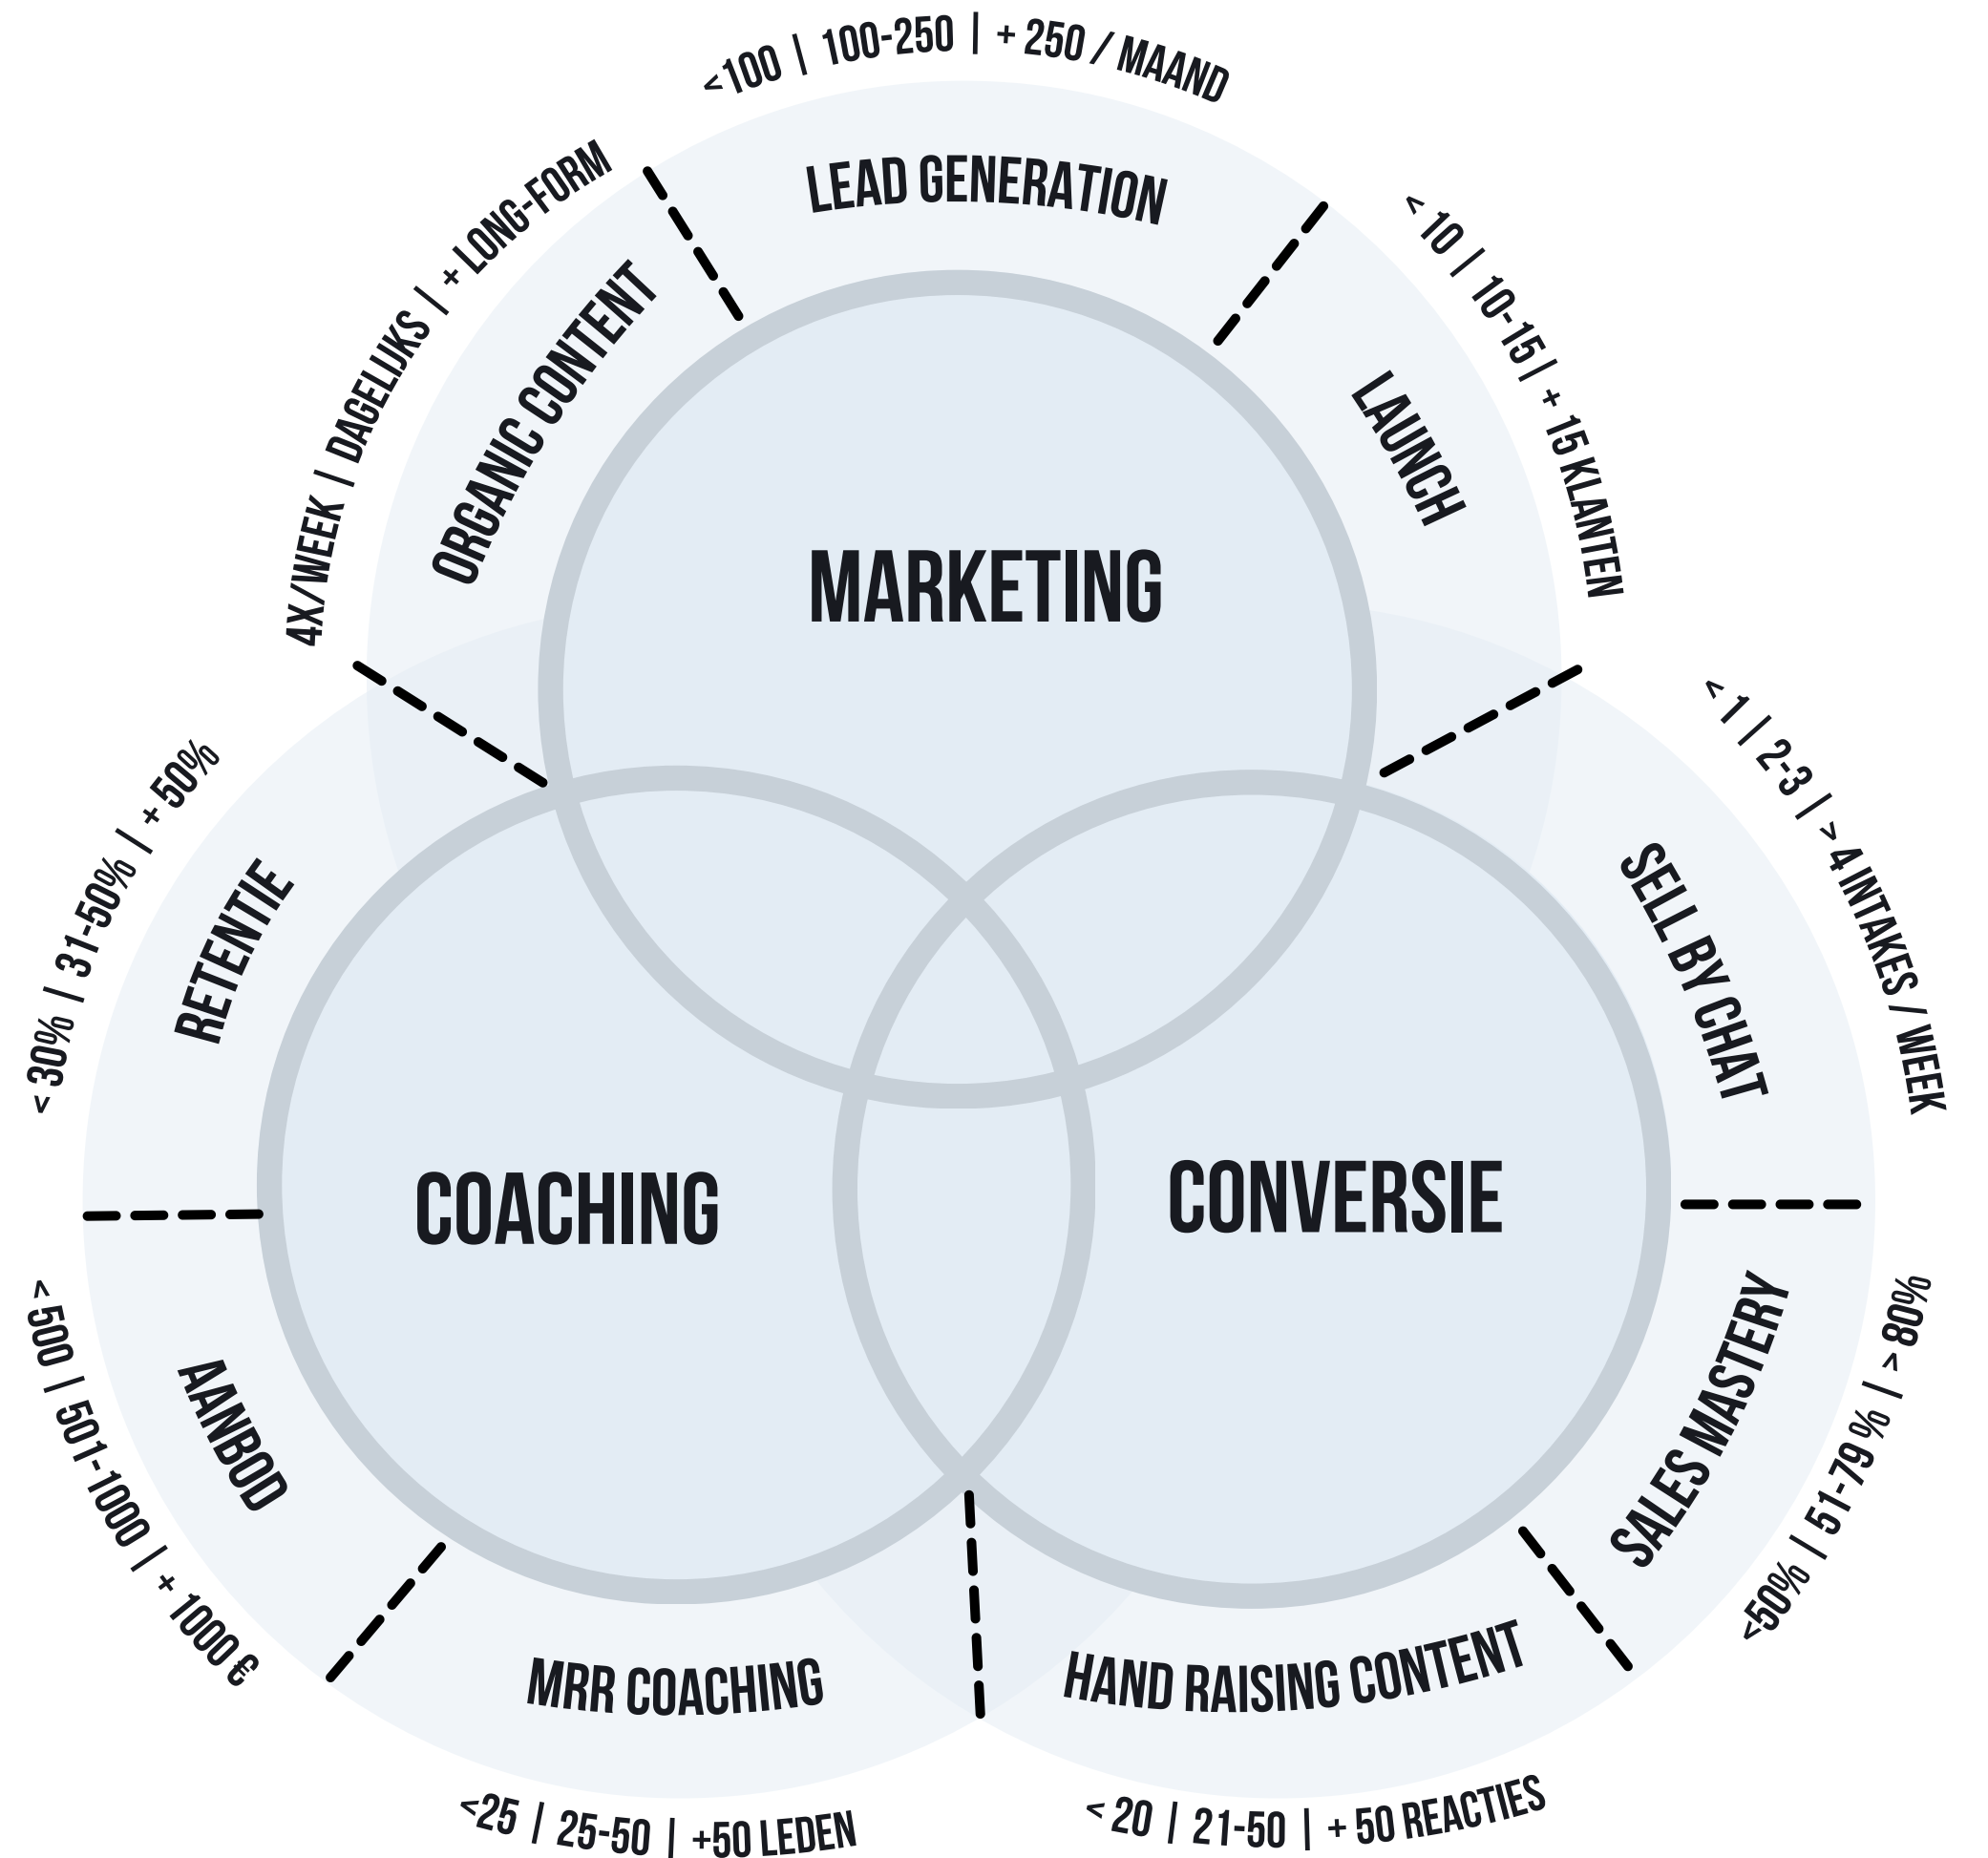 <100 | 100-250 | + 250 / MAAND
LEAD GENERATION
4X/WEEK | DAGELIJKS | + LONG-FORM
ORGANIC CONTENT
< 10 | 10-15 | + 15 KLANTEN
LAUNCH
MARKETING
< 30% | 31-50% | + 50%
RETENTIE
< 1 | 2-3 | > 4 INTAKES / WEEK
SELL BY CHAT
COACHING
CONVERSIE
> 500 | 501-1000 | + 1000 €
AANBOD
<50% | 51-79 % | > 80%
SALES MASTERY
MRR COACHING
HAND RAISING CONTENT
<25 | 25-50 | +50 LEDEN
< 20 | 21-50 | + 50 REACTIES